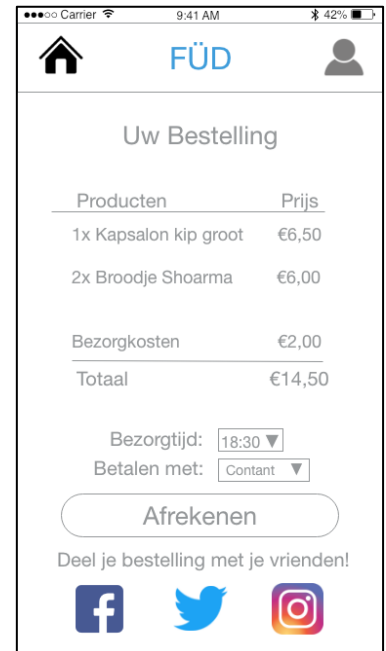 Carrier 9:41 AM 42%
FÜD
Uw Bestelling
Producten Prijs
1x Kapsalon kip groot €6,50
2x Broodje Shoarma €6,00
Bezorgkosten €2,00
Totaal €14,50
Bezorgtijd: 18:30
Betalen met: Contant
Afrekenen
Deel je bestelling met je vrienden!